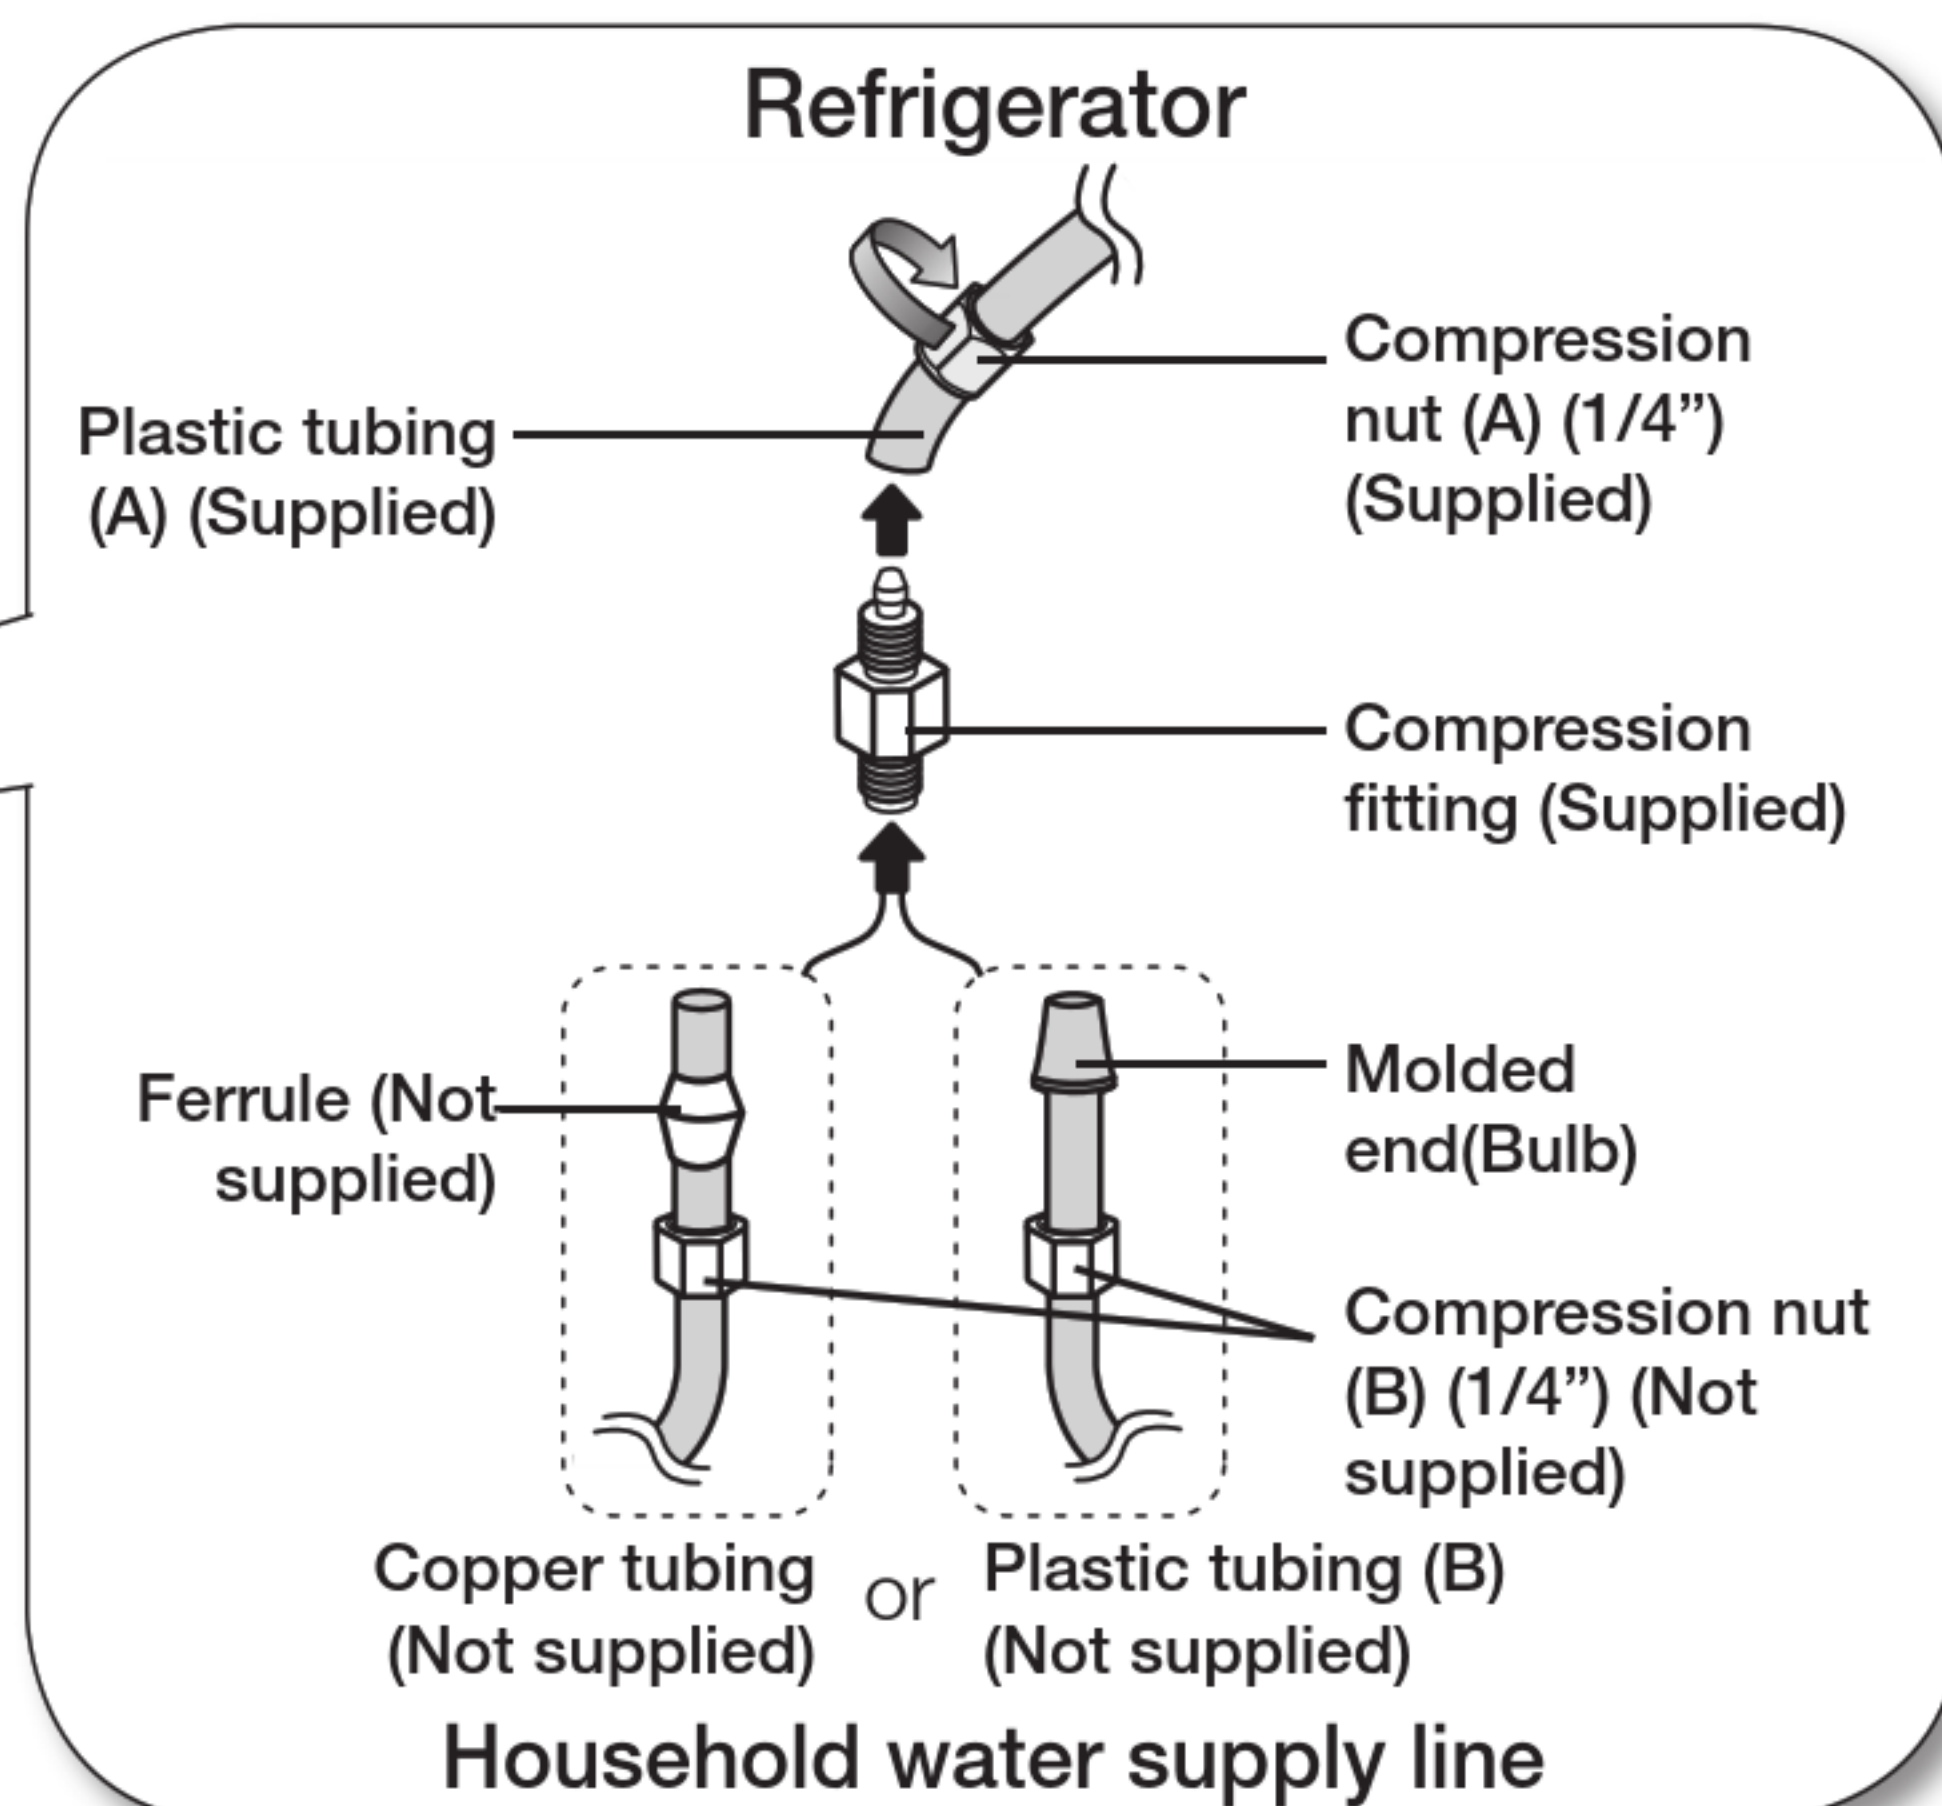 Refrigerator
Compression
nut (A) (1/4”)
(Supplied)
Plastic tubing
(A) (Supplied)
Compression
fitting (Supplied)
Ferrule (Not
supplied)
Molded
end(Bulb)
Compression nut
(B) (1/4”) (Not
supplied)
Copper tubing
(Not supplied)
or
Plastic tubing (B)
(Not supplied)
Household water supply line